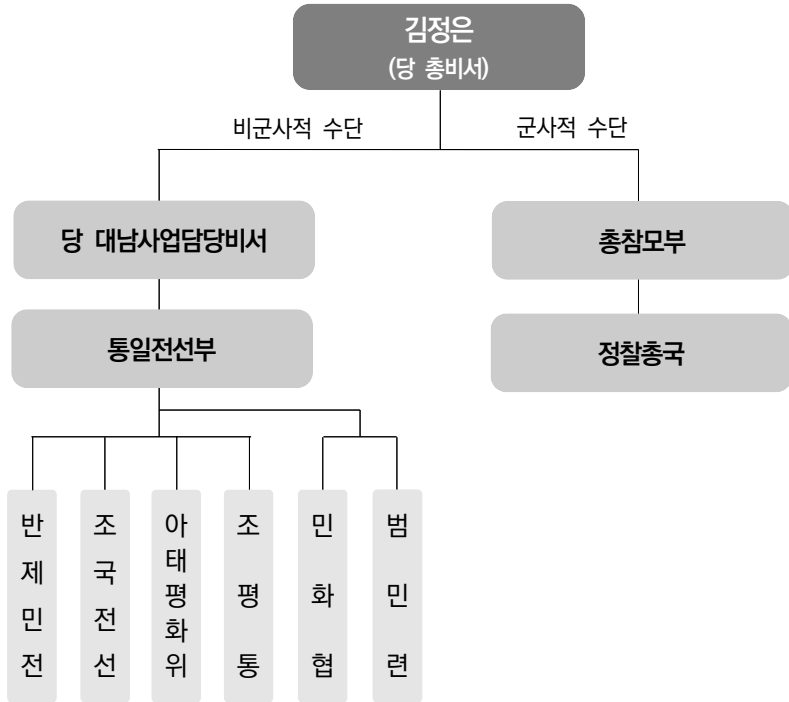 김정은
(당 총비서)
비군사적 수단
군사적 수단
당 대남사업담당비서
총참모부
통일전선부
정찰총국
반제민전
조국전선
아태평화위
조평통
민화협
범민련